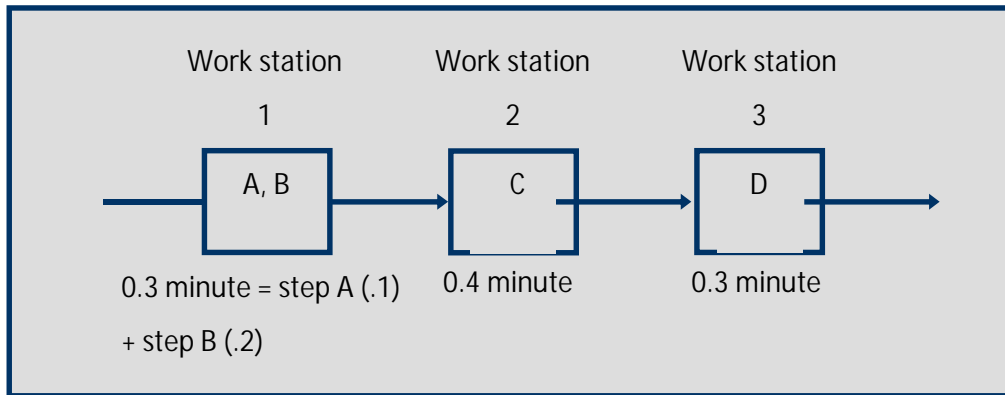 Work station Work station Work station
1 2 3
A, B C D
0.3 minute = step A (.1) 0.4 minute 0.3 minute
+ step B (.2)